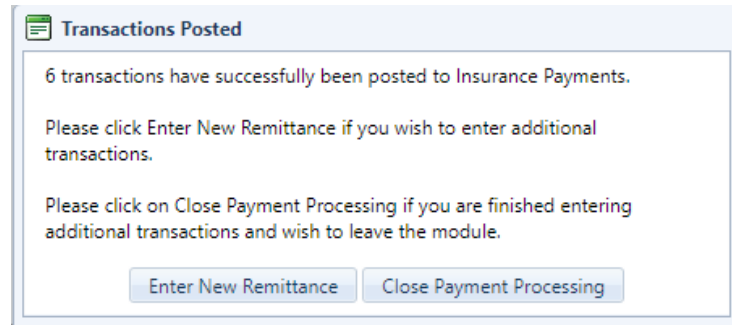 Transactions Posted
6 transactions have successfully been posted to Insurance Payments.
Please click Enter New Remittance if you wish to enter additional
transactions.
Please click on Close Payment Processing if you are finished entering
additional transactions and wish to leave the module.
Enter New Remittance Close Payment Processing